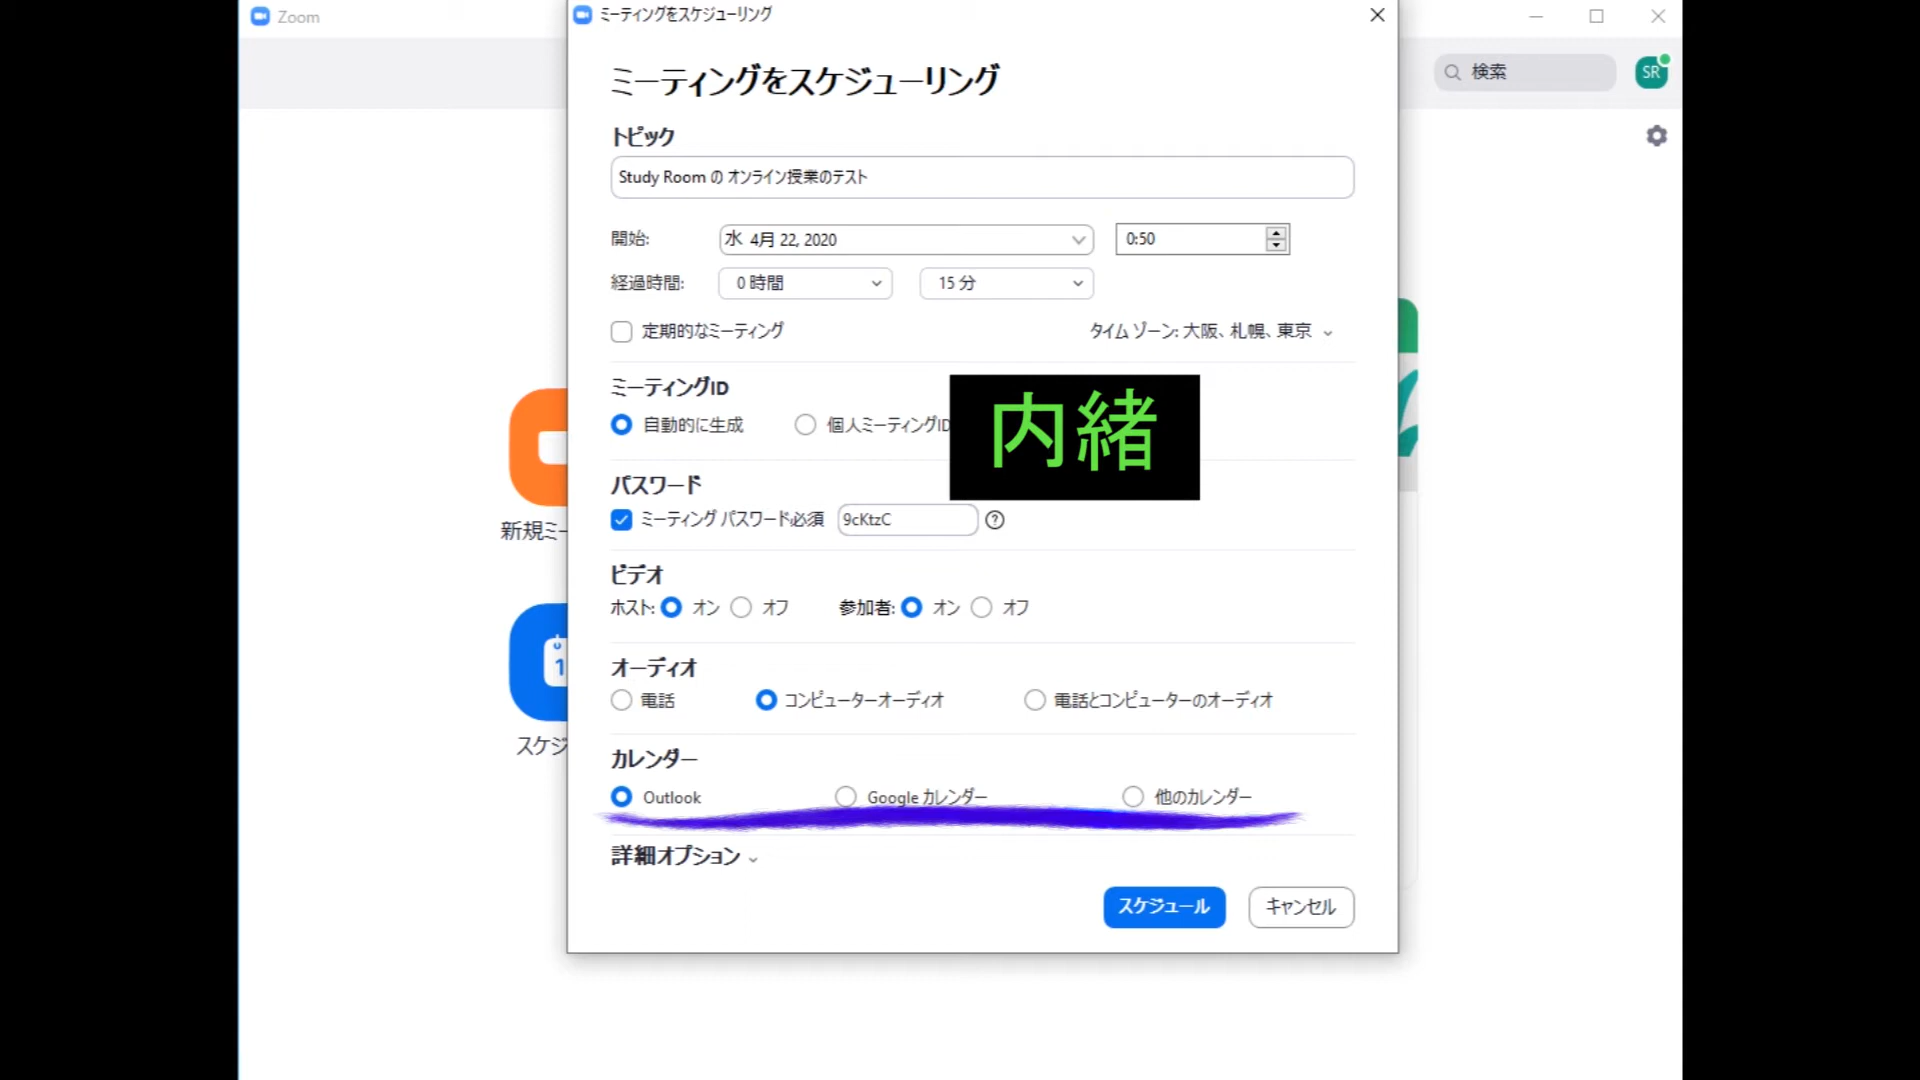 Zoom
ミーティングをスケジューリング
検索
SR
ミーティングをスケジューリング
トピック
Study Room の オンライン授業のテスト
開始: 水 4月 22, 2020 0:50
経過時間: 0 時間 15 分
定期的なミーティング タイム ゾーン: 大阪、札幌、東京
ミーティングID
自動的に生成 個人ミーティングID
内緒
パスワード
ミーティング パスワード必須 9cKtzC
新規ミー
ビデオ
ホスト: オン オフ 参加者: オン オフ
オーディオ
電話 コンピューターオーディオ 電話とコンピューターのオーディオ
1
スケジ
カレンダー
Outlook Google カレンダー 他のカレンダー
詳細オプション
スケジュール キャンセル